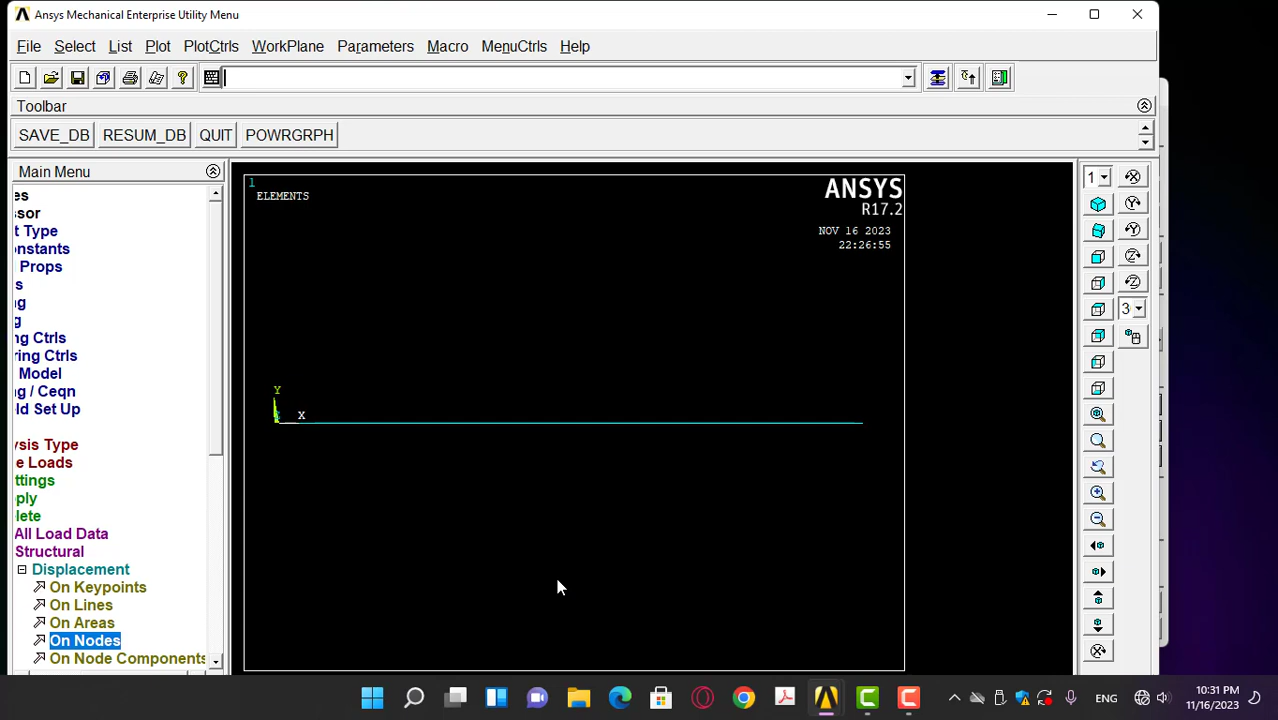 Ansys Mechanical Enterprise Utility Menu
File Select List Plot PlotCtrls WorkPlane Parameters Macro MenuCtrls Help
Toolbar
SAVE_DB RESUM_DB QUIT POWRGRPH
Main Menu
es
sor
t Type
onstants
Props
s
ng
g
ng Ctrls
ring Ctrls
Model
ng / Ceqn
ld Set Up
ysis Type
e Loads
ttings
ply
lete
All Load Data
Structural
Displacement
On Keypoints
On Lines
On Areas
On Nodes
On Node Components
1
ELEMENTS
ANSYS
R17.2
NOV 16 2023
22:26:55
Y
X
1
3
ENG
10:31 PM
11/16/2023